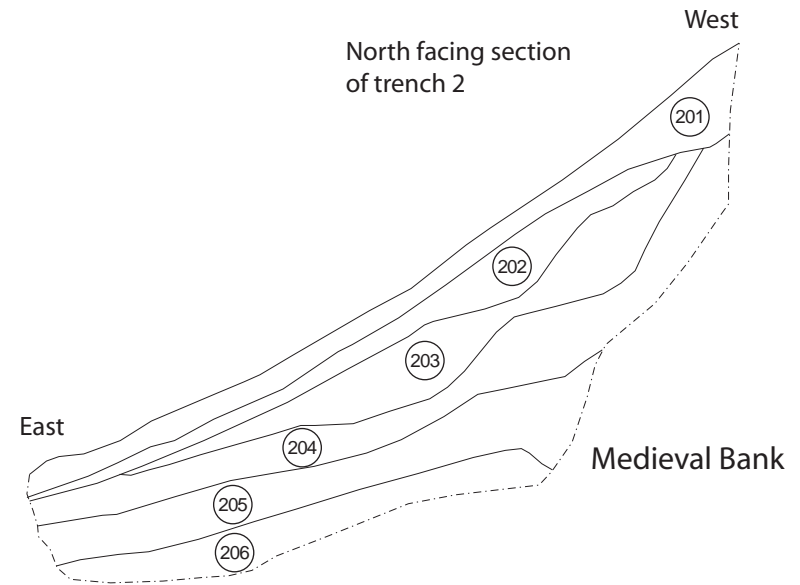 West
North facing section
of trench 2
201
202
203
East
204
Medieval Bank
205
206